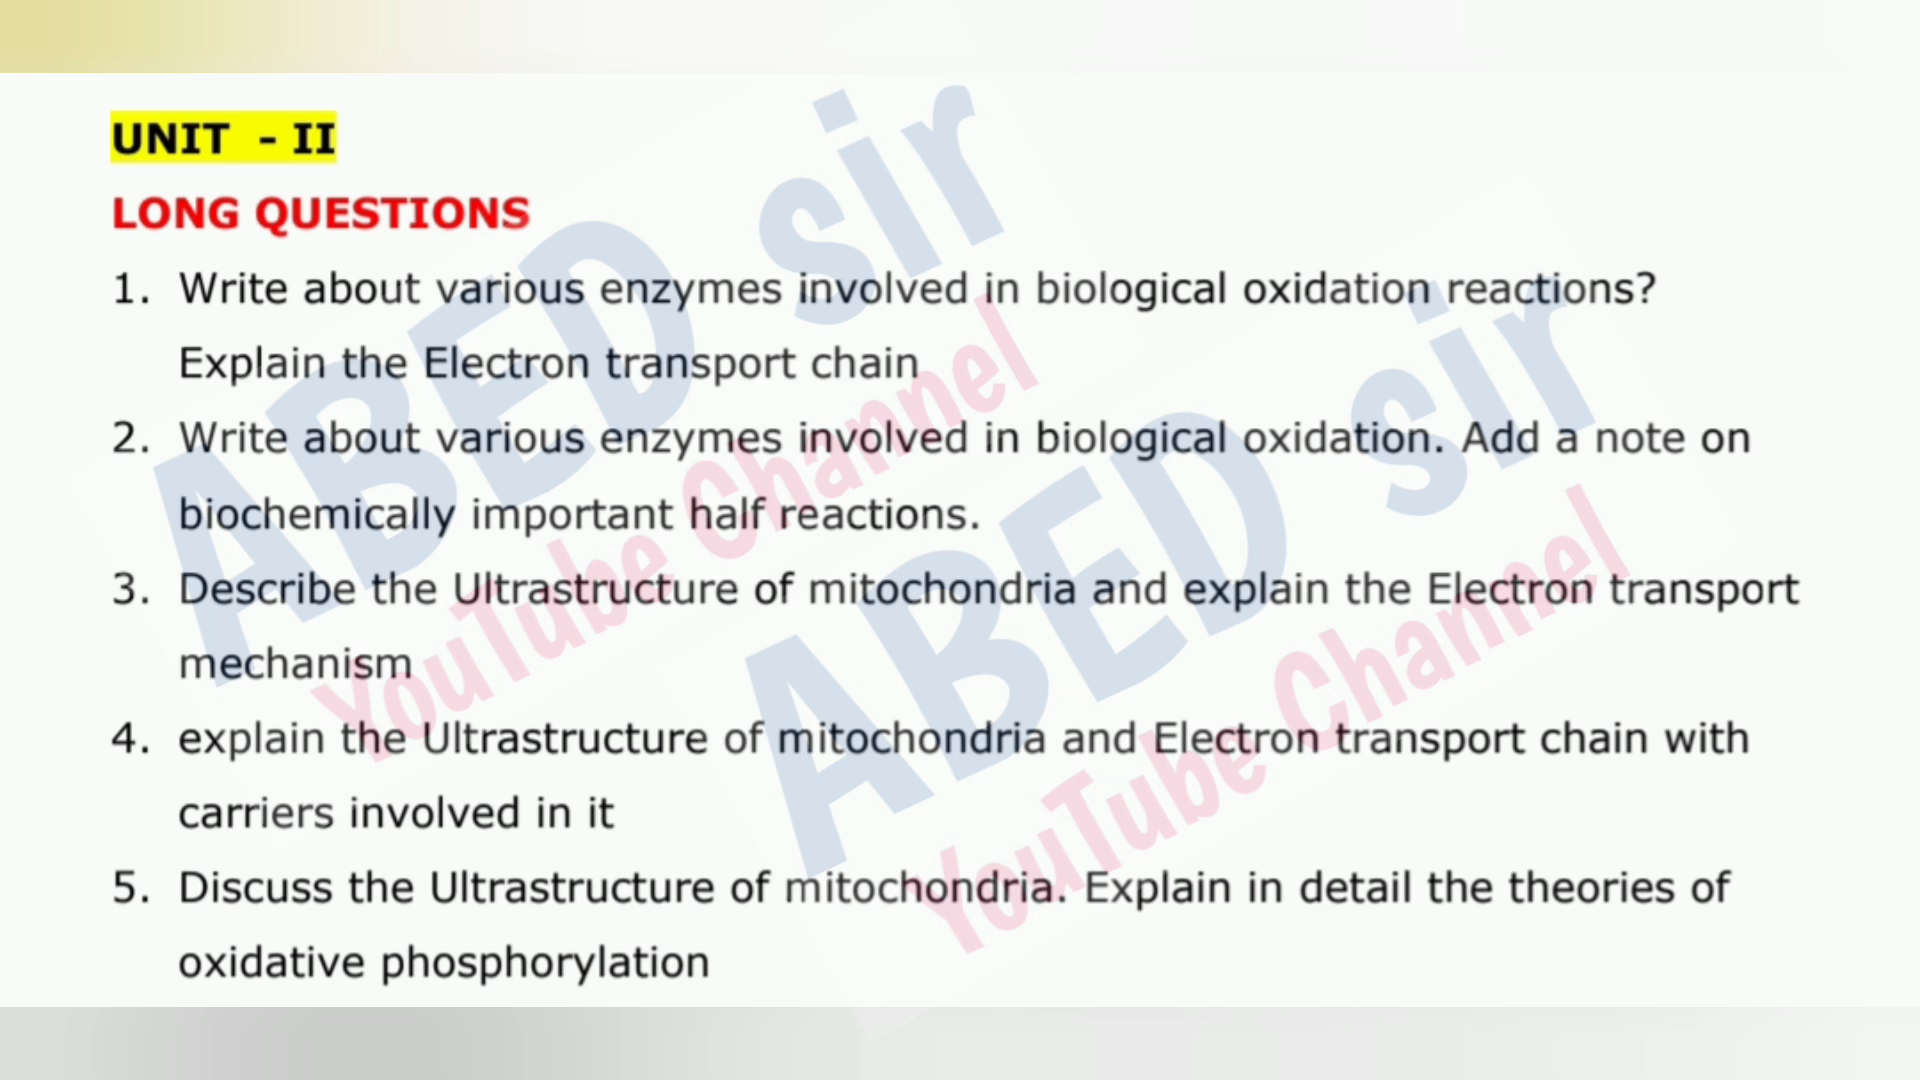 UNIT - II
LONG QUESTIONS
1. Write about various enzymes involved in biological oxidation reactions?
Explain the Electron transport chain
2. Write about various enzymes involved in biological oxidation. Add a note on
biochemically important half reactions.
3. Describe the Ultrastructure of mitochondria and explain the Electron transport
mechanism
4. explain the Ultrastructure of mitochondria and Electron transport chain with
carriers involved in it
5. Discuss the Ultrastructure of mitochondria. Explain in detail the theories of
oxidative phosphorylation
ABED sir
YouTube Channel
ABED sir
YouTube Channel